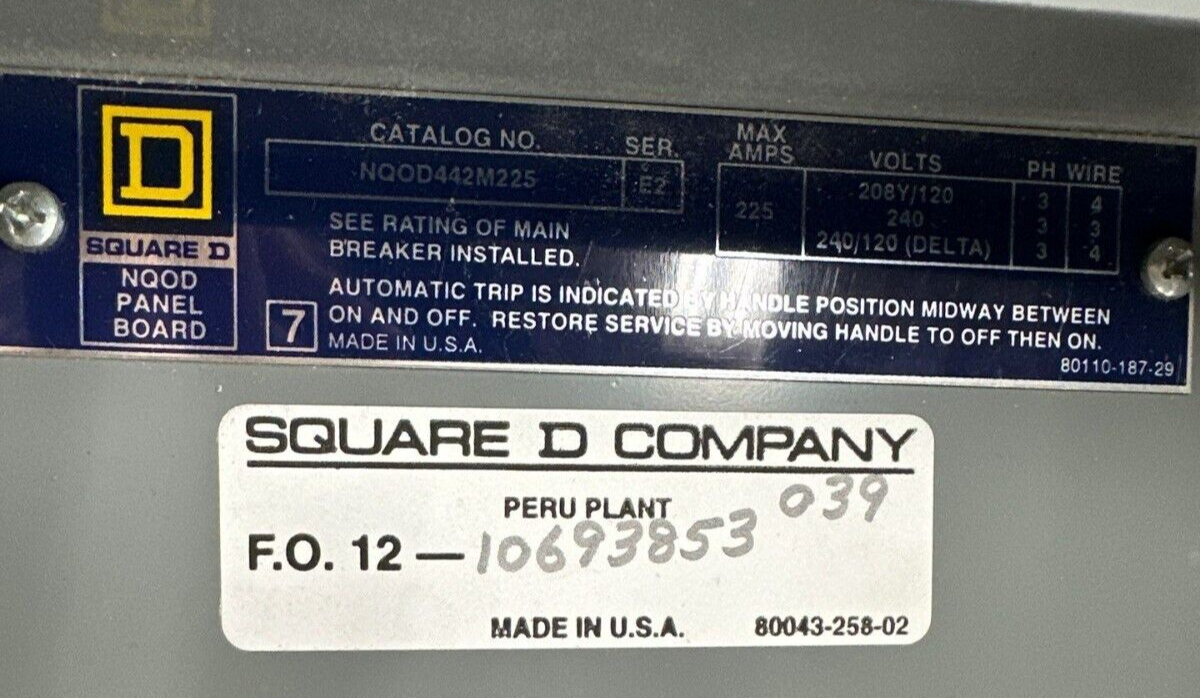 D
SQUARE D
NQOD
PANEL
BOARD
CATALOG NO. SER.
NQOD442M225 E2
MAX
AMPS VOLTS PH WIRE
225
208Y/120 3 4
240 3 3
240/120 (DELTA) 3 4
SEE RATING OF MAIN
BREAKER INSTALLED.
AUTOMATIC TRIP IS INDICATED BY HANDLE POSITION MIDWAY BETWEEN
7 ON AND OFF. RESTORE SERVICE BY MOVING HANDLE TO OFF THEN ON.
MADE IN U.S.A.
80110-187-29
SQUARE D COMPANY
PERU PLANT 039
F.O. 12 — 10693853
MADE IN U.S.A. 80043-258-02